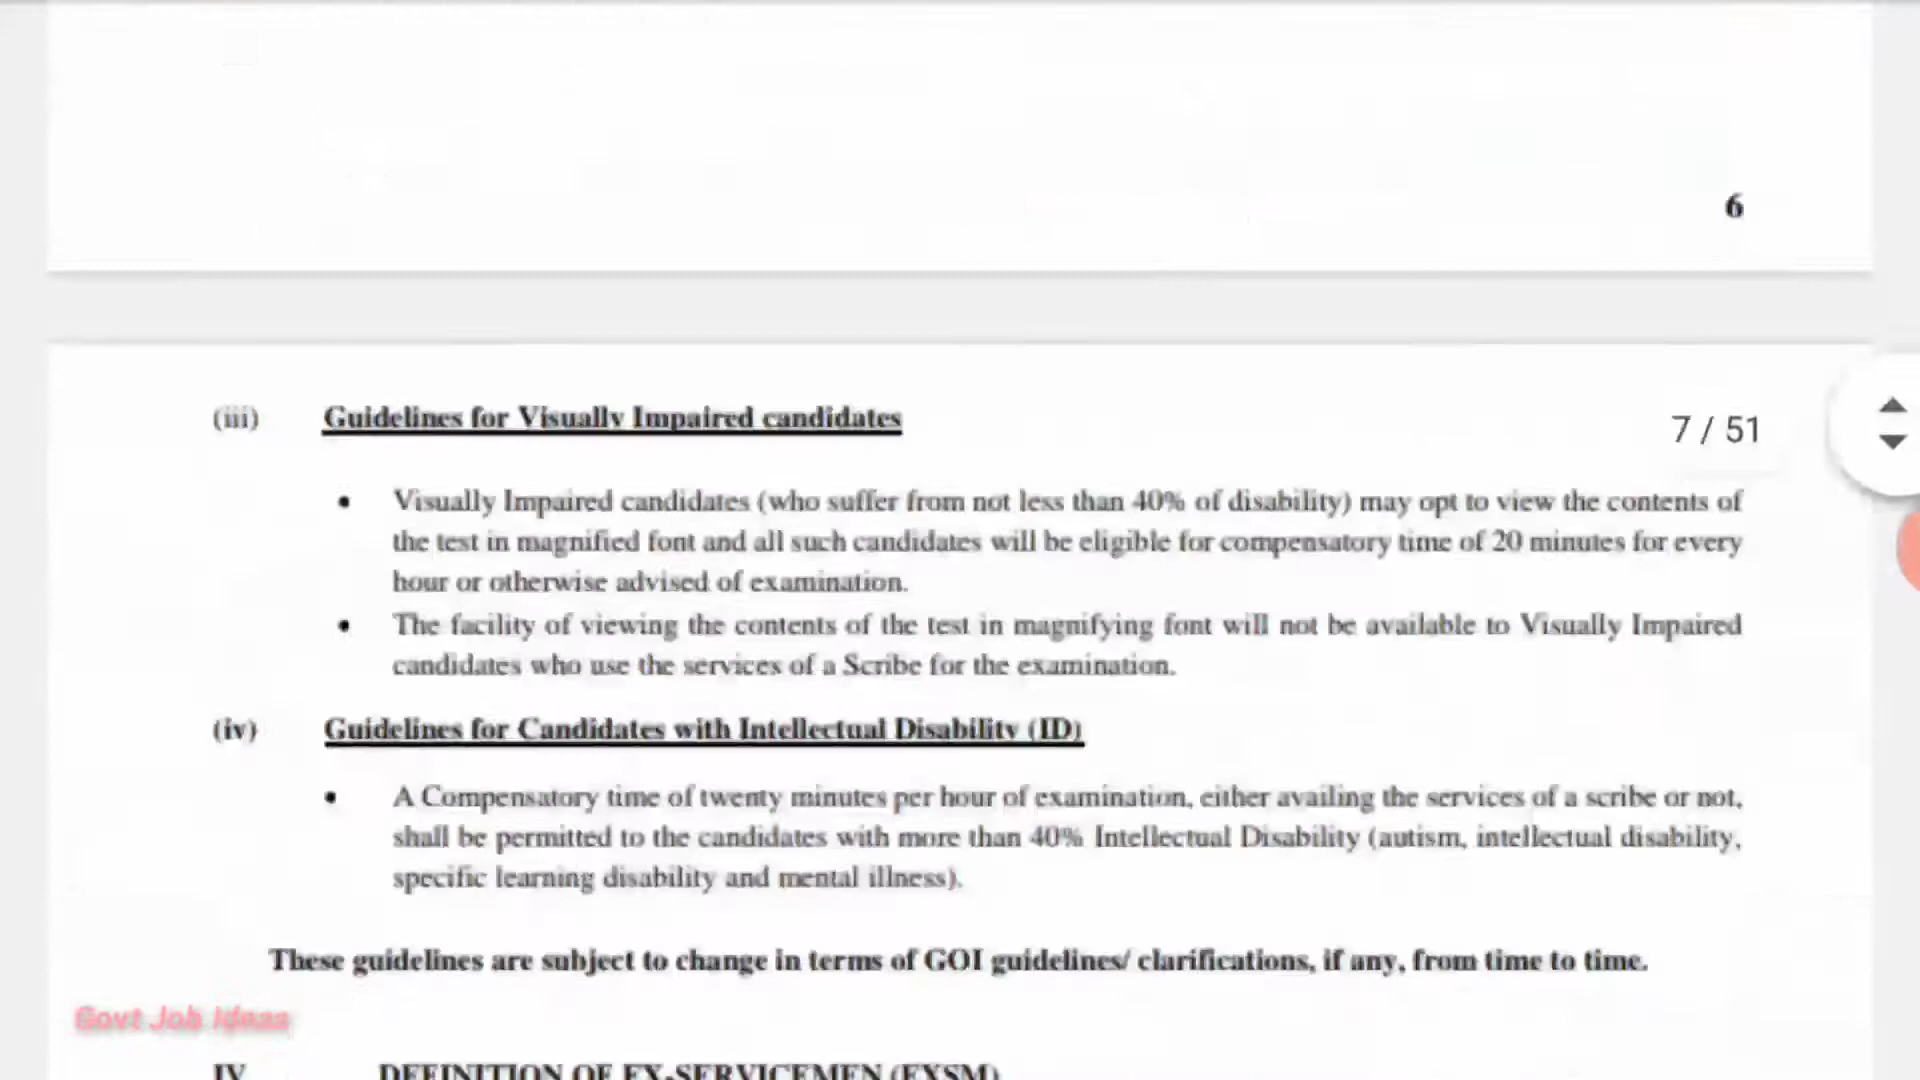 6
(iii) Guidelines for Visually Impaired candidates
7 / 51
• Visually Impaired candidates (who suffer from not less than 40% of disability) may opt to view the contents of
the test in magnified font and all such candidates will be eligible for compensatory time of 20 minutes for every
hour or otherwise advised of examination.
• The facility of viewing the contents of the test in magnifying font will not be available to Visually Impaired
candidates who use the services of a Scribe for the examination.
(iv) Guidelines for Candidates with Intellectual Disability (ID)
• A Compensatory time of twenty minutes per hour of examination, either availing the services of a scribe or not,
shall be permitted to the candidates with more than 40% Intellectual Disability (autism, intellectual disability,
specific learning disability and mental illness).
These guidelines are subject to change in terms of GOI guidelines/ clarifications, if any, from time to time.
Govt Job Ideas
IV DEFINITION OF EX-SERVICEMEN (EXSM)